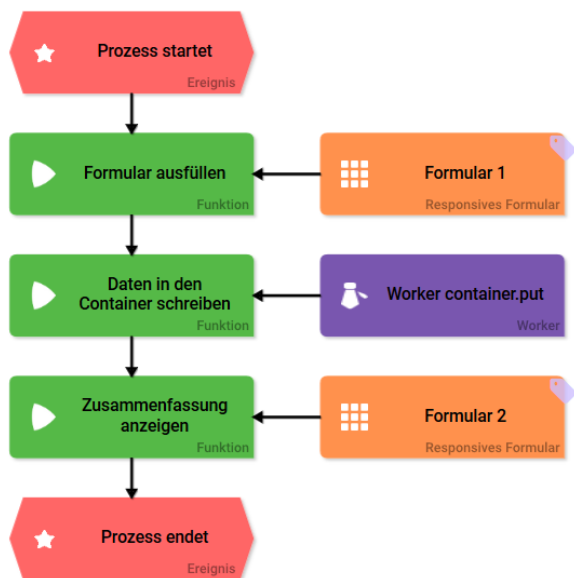 Prozess startet
Ereignis
Formular ausfüllen
Funktion
Formular 1
Responsives Formular
Daten in den
Container schreiben
Funktion
Worker container.put
Worker
Zusammenfassung
anzeigen
Funktion
Formular 2
Responsives Formular
Prozess endet
Ereignis